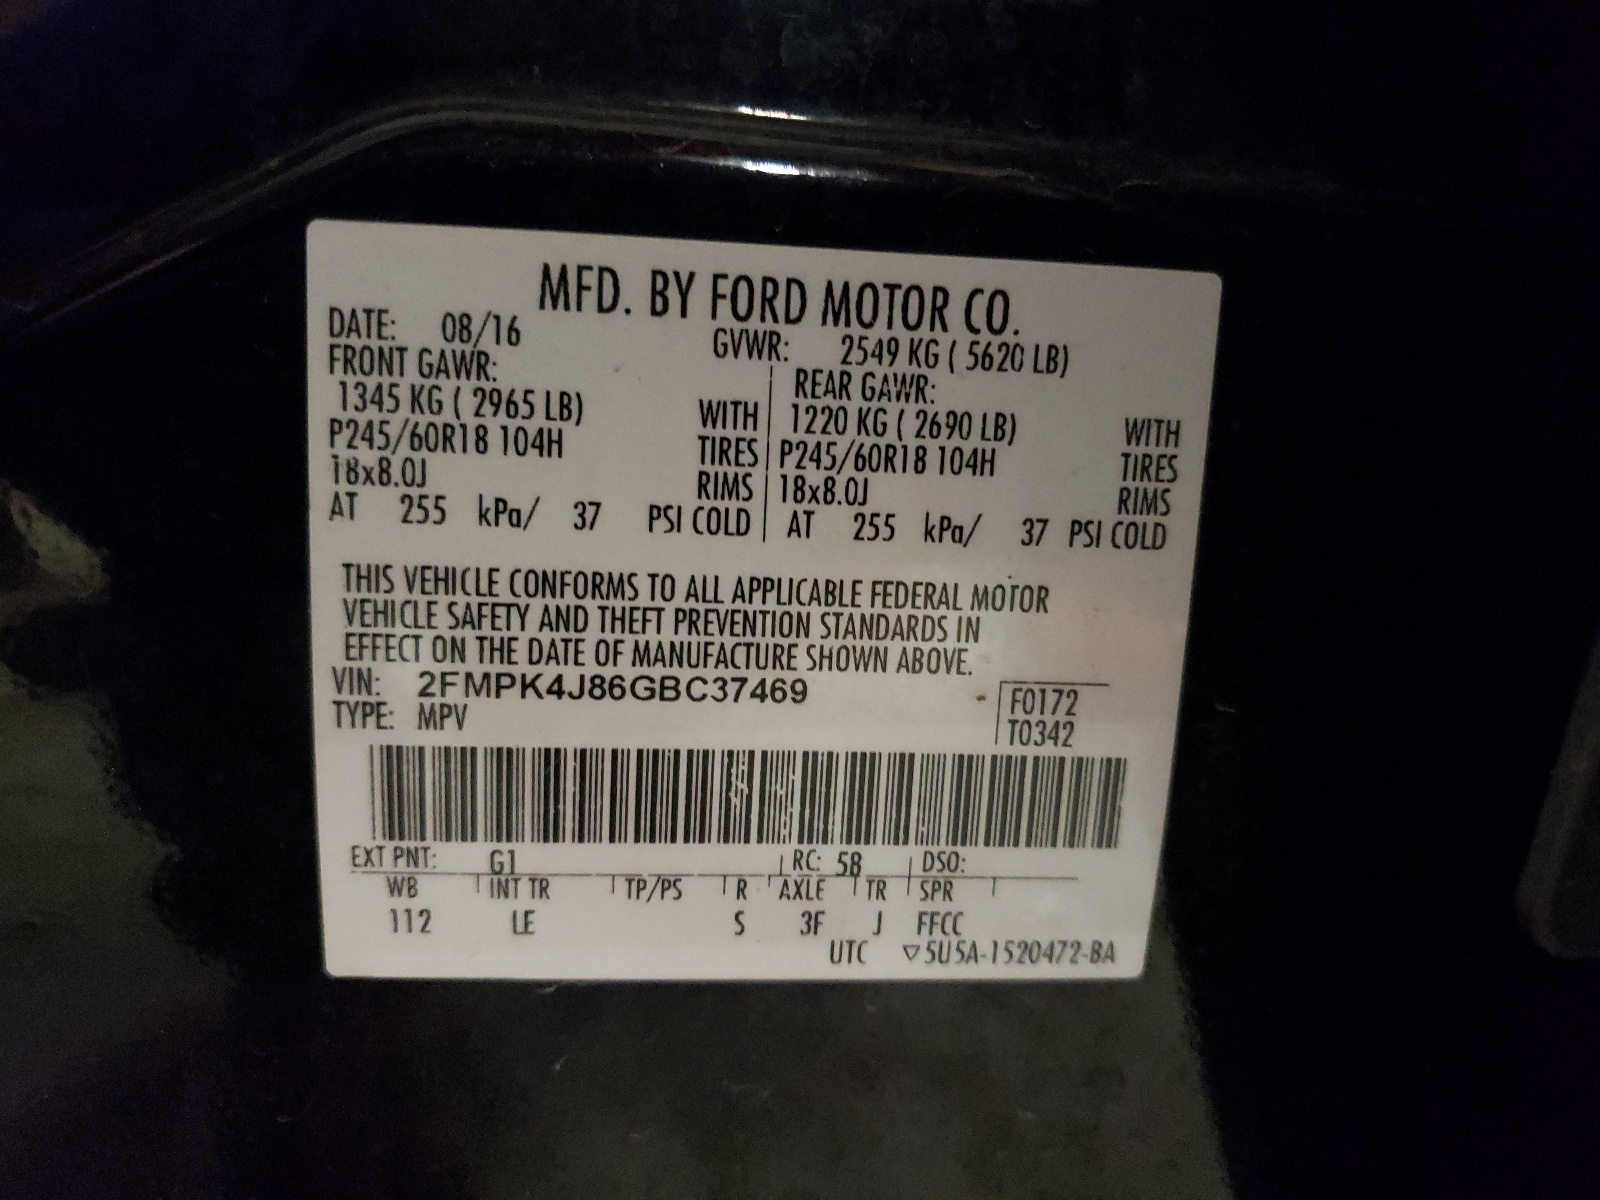 MFD. BY FORD MOTOR CO.
DATE: 08/16 GVWR: 2549 KG ( 5620 LB)
FRONT GAWR: REAR GAWR:
1345 KG ( 2965 LB) WITH 1220 KG ( 2690 LB) WITH
P245/60R18 104H TIRES P245/60R18 104H TIRES
18x8.0J RIMS 18x8.0J RIMS
AT 255 kPa/ 37 PSI COLD AT 255 kPa/ 37 PSI COLD
THIS VEHICLE CONFORMS TO ALL APPLICABLE FEDERAL MOTOR
VEHICLE SAFETY AND THEFT PREVENTION STANDARDS IN
EFFECT ON THE DATE OF MANUFACTURE SHOWN ABOVE.
VIN: 2FMPK4J86GBC37469 F0172
TYPE: MPV T0342
EXT PNT: G1 RC: 58 DSO:
WB INT TR TP/PS R AXLE TR SPR
112 LE S 3F J FFCC
UTC ▽5U5A-1520472-BA